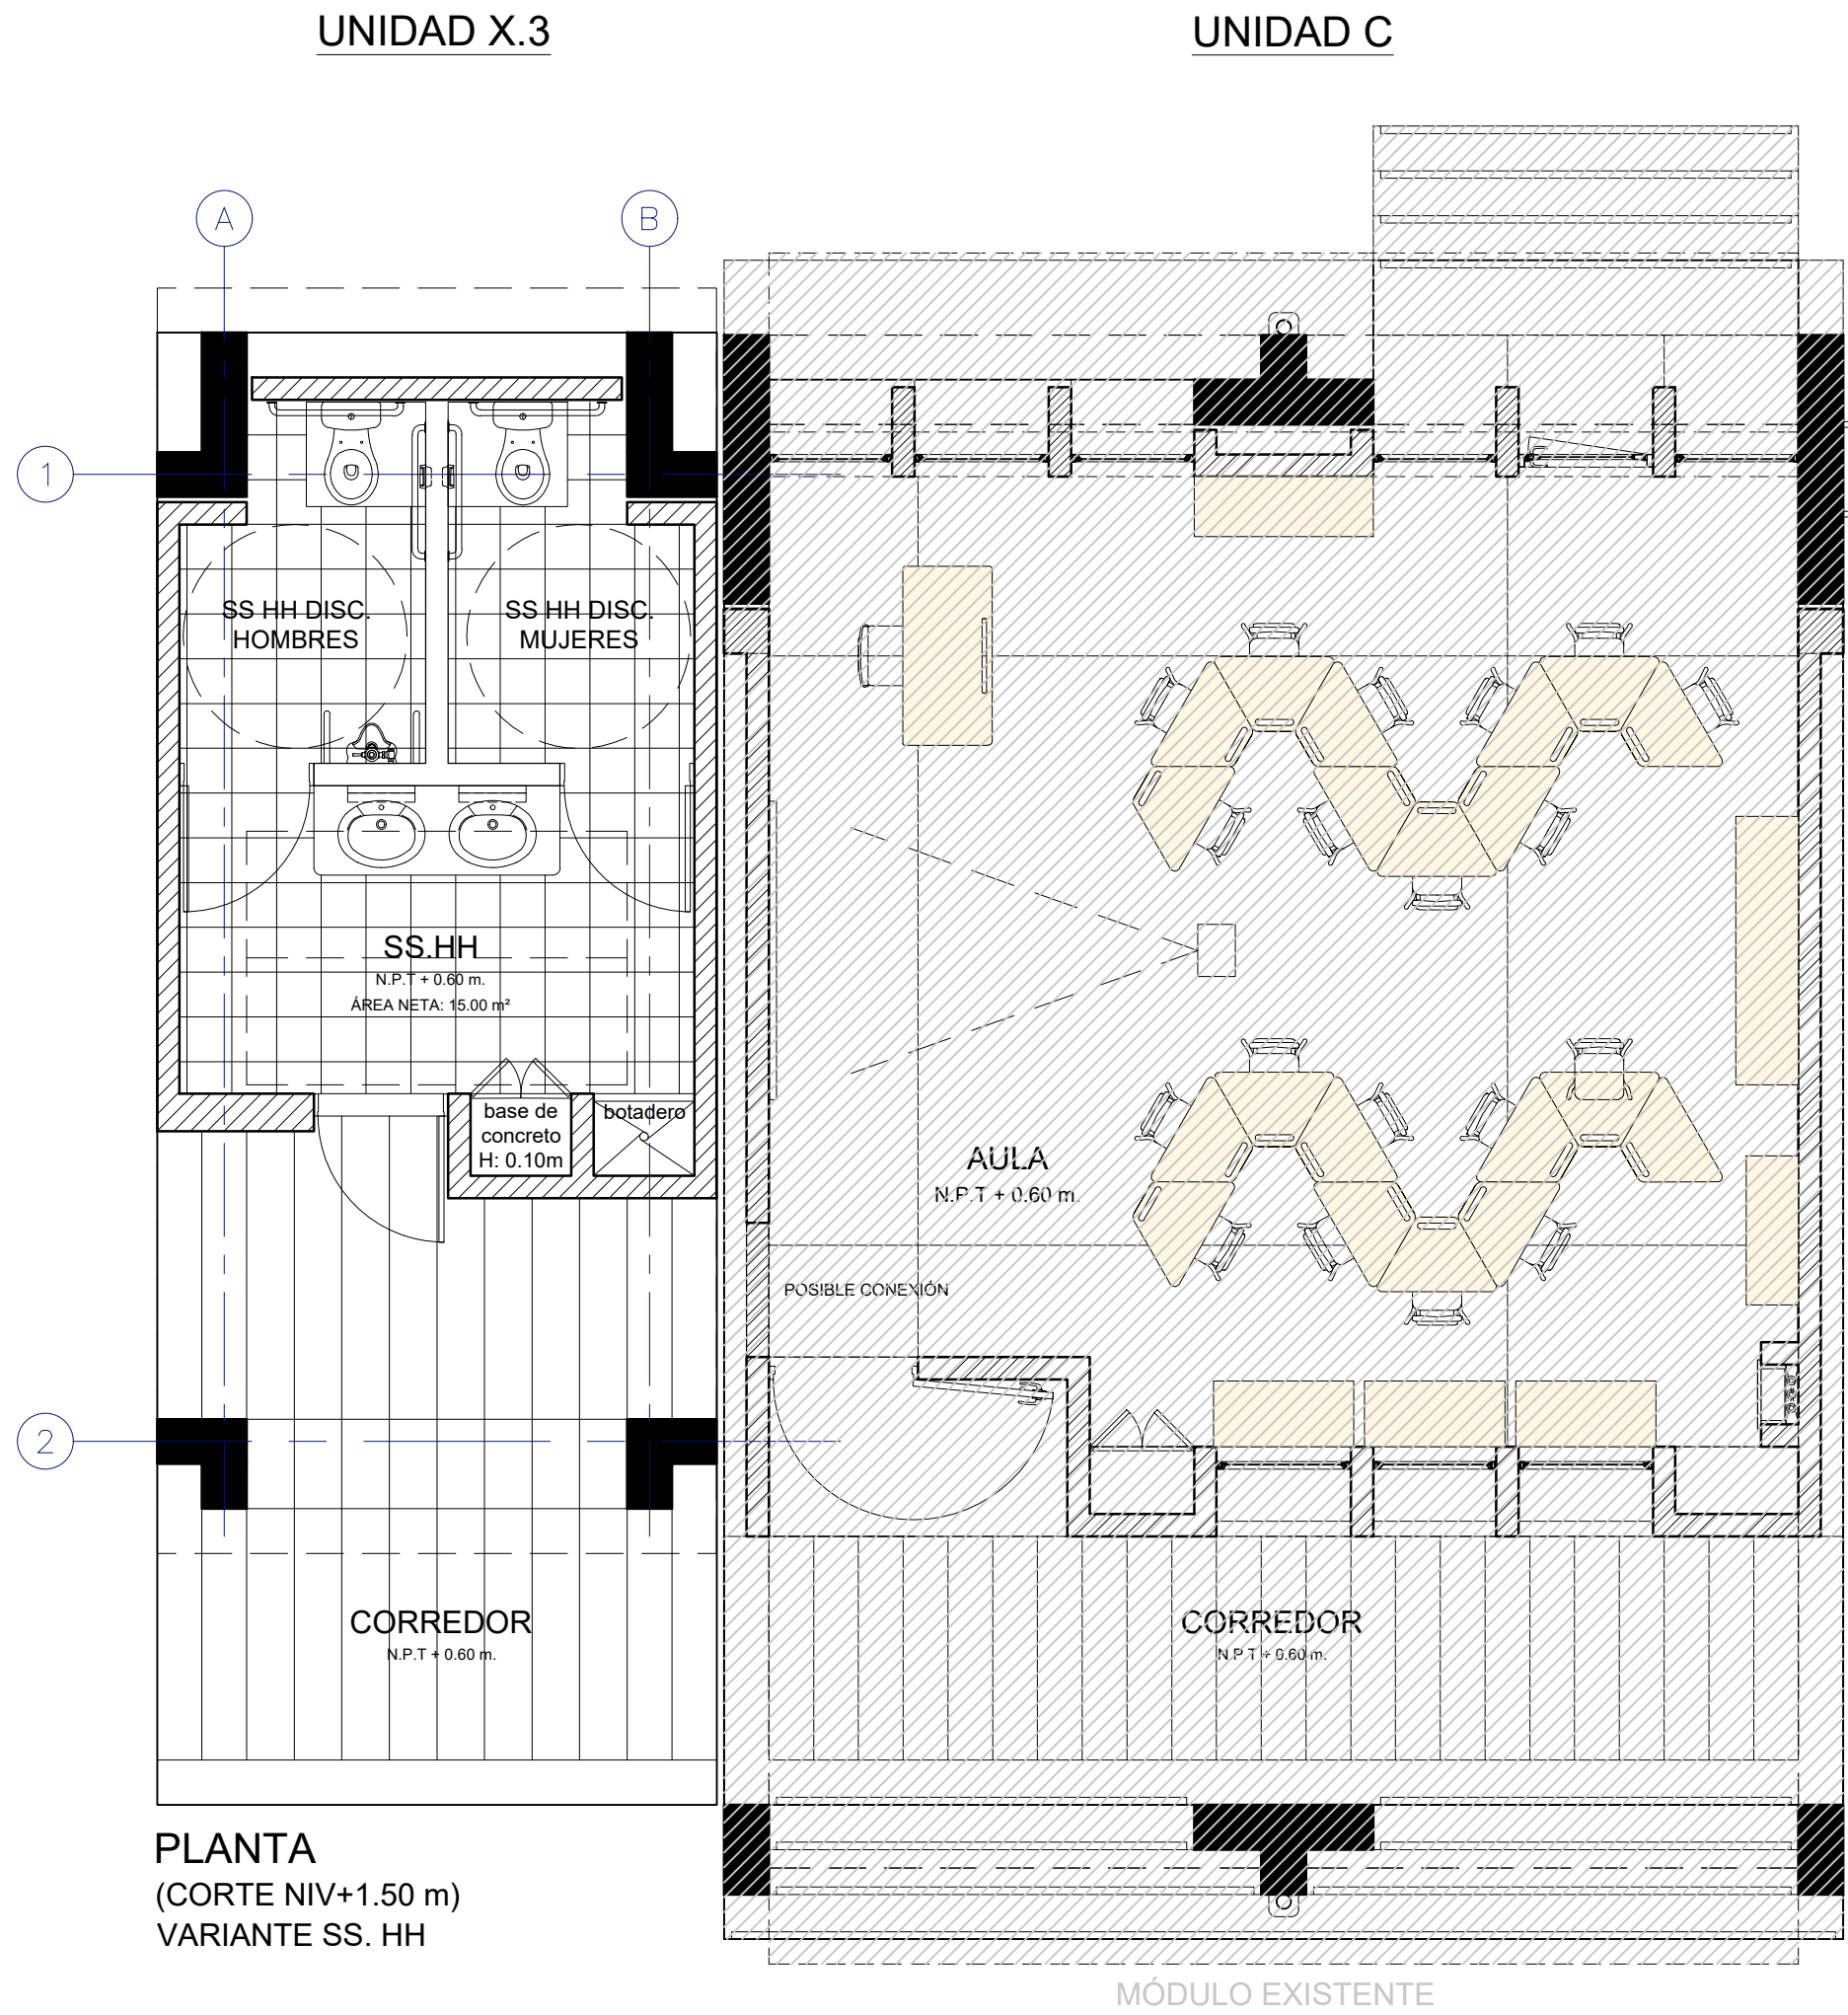 UNIDAD X.3
UNIDAD C
A
B
1
SS HH DISC.
HOMBRES
SS HH DISC.
MUJERES
SS.HH
N.P.T + 0.60 m.
ÁREA NETA: 15.00 m²
base de
concreto
H: 0.10m
botadero
AULA
N.P.T + 0.60 m.
POSIBLE CONEXIÓN
2
CORREDOR
N.P.T + 0.60 m.
CORREDOR
N.P.T + 0.60 m.
PLANTA
(CORTE NIV+1.50 m)
VARIANTE SS. HH
MÓDULO EXISTENTE